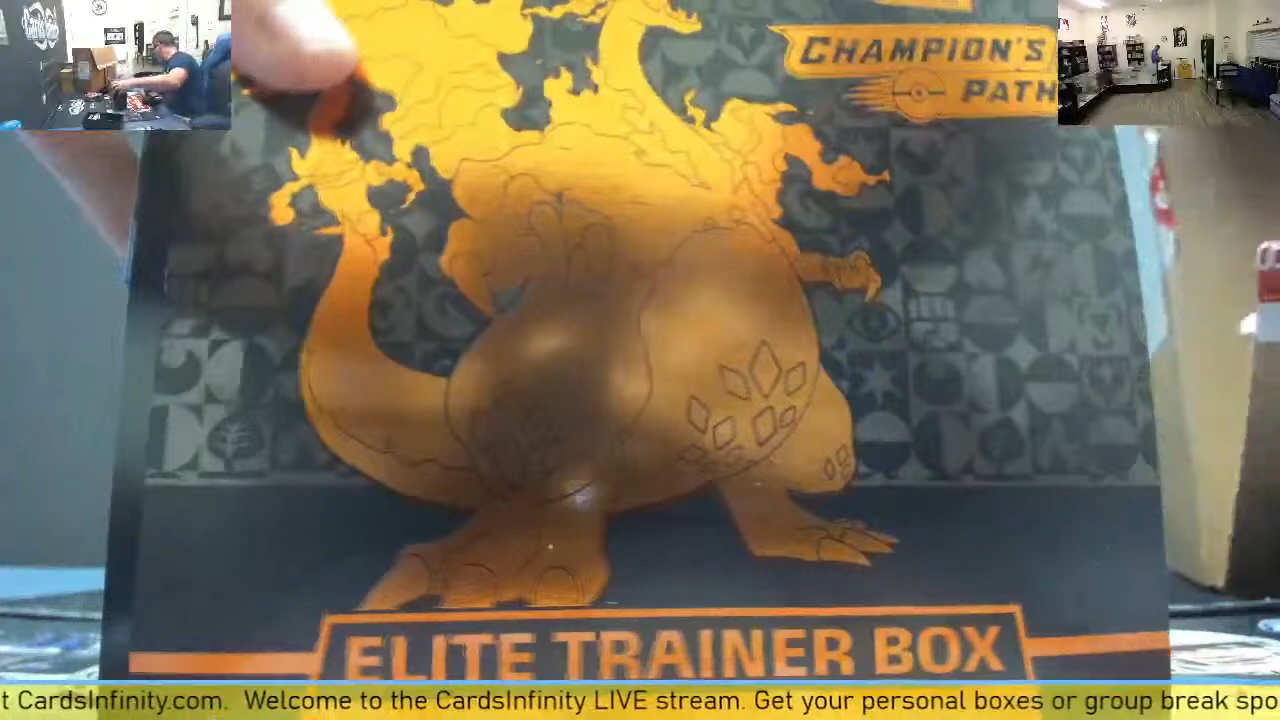 CHAMPION'S
PATH
ELITE TRAINER BOX
t CardsInfinity.com. Welcome to the CardsInfinity LIVE stream. Get your personal boxes or group break spo